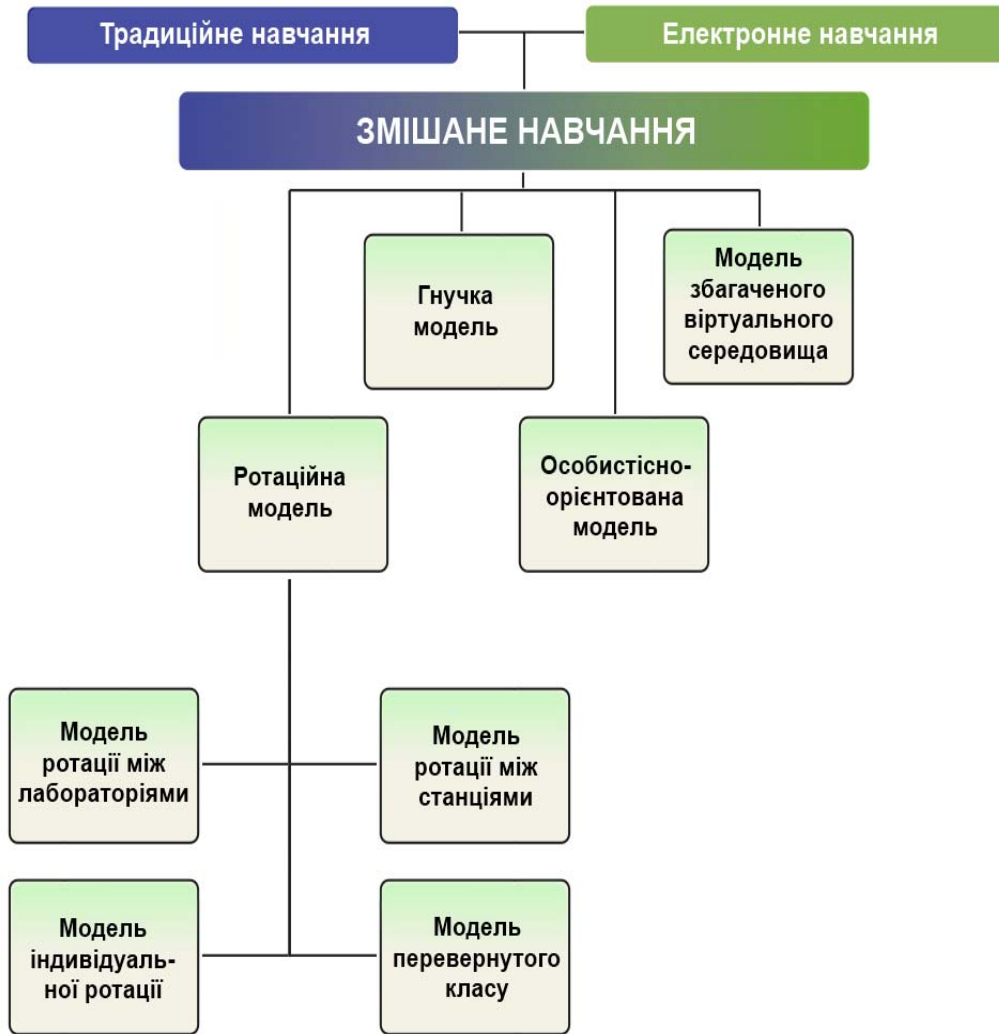 Традиційне навчання
Електронне навчання
ЗМІШАНЕ НАВЧАННЯ
Гнучка
модель
Модель
збагаченого
віртуального
середовища
Ротаційна
модель
Особистісно-
орієнтована
модель
Модель
ротації між
лабораторіями
Модель
ротації між
станціями
Модель
індивідуаль-
ної ротації
Модель
перевернутого
класу